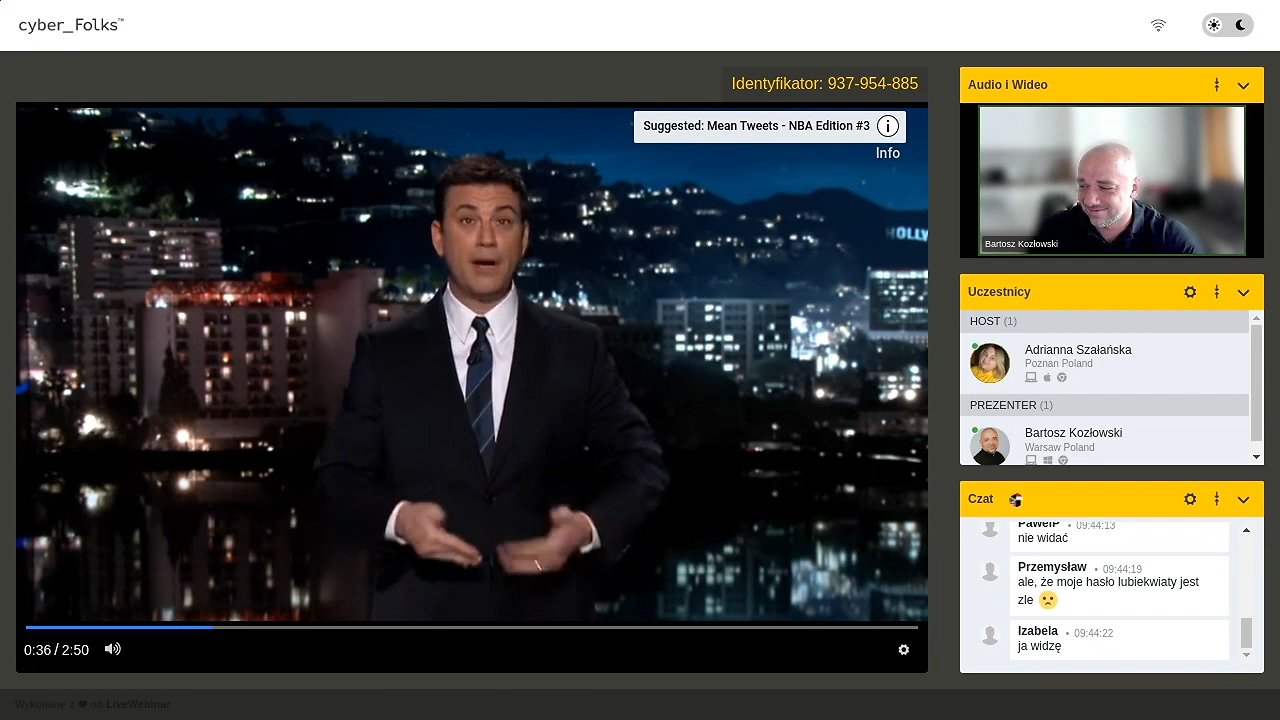 cyber_Folks™
Identyfikator: 937-954-885
Suggested: Mean Tweets - NBA Edition #3
Info
HOLLY
0:36 / 2:50
Audio i Wideo
Bartosz Kozlowski
Uczestnicy
HOST (1)
Adrianna Szałańska
Poznan Poland
PREZENTER (1)
Bartosz Kozlowski
Warsaw Poland
Czat
PawelP • 09:44:13
nie widać
Przemysław • 09:44:19
ale, że moje hasło lubiekwiaty jest
zle 🙁
Izabela • 09:44:22
ja widzę
Wykonane z ❤ od LiveWebinar